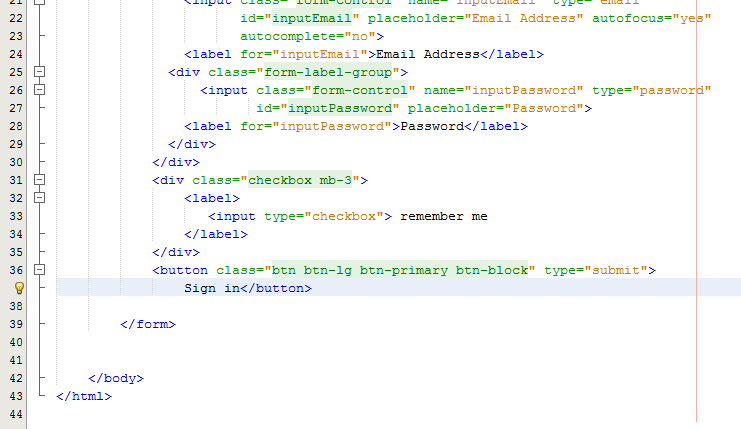 21 <input class="form-control" name="inputEmail" type="email"
22 id="inputEmail" placeholder="Email Address" autofocus="yes"
23 autocomplete="no">
24 <label for="inputEmail">Email Address</label>
25 <div class="form-label-group">
26 <input class="form-control" name="inputPassword" type="password"
27 id="inputPassword" placeholder="Password">
28 <label for="inputPassword">Password</label>
29 </div>
30 </div>
31 <div class="checkbox mb-3">
32 <label>
33 <input type="checkbox"> remember me
34 </label>
35 </div>
36 <button class="btn btn-lg btn-primary btn-block" type="submit">
Sign in</button>
38
39 </form>
40
41
42 </body>
43 </html>
44